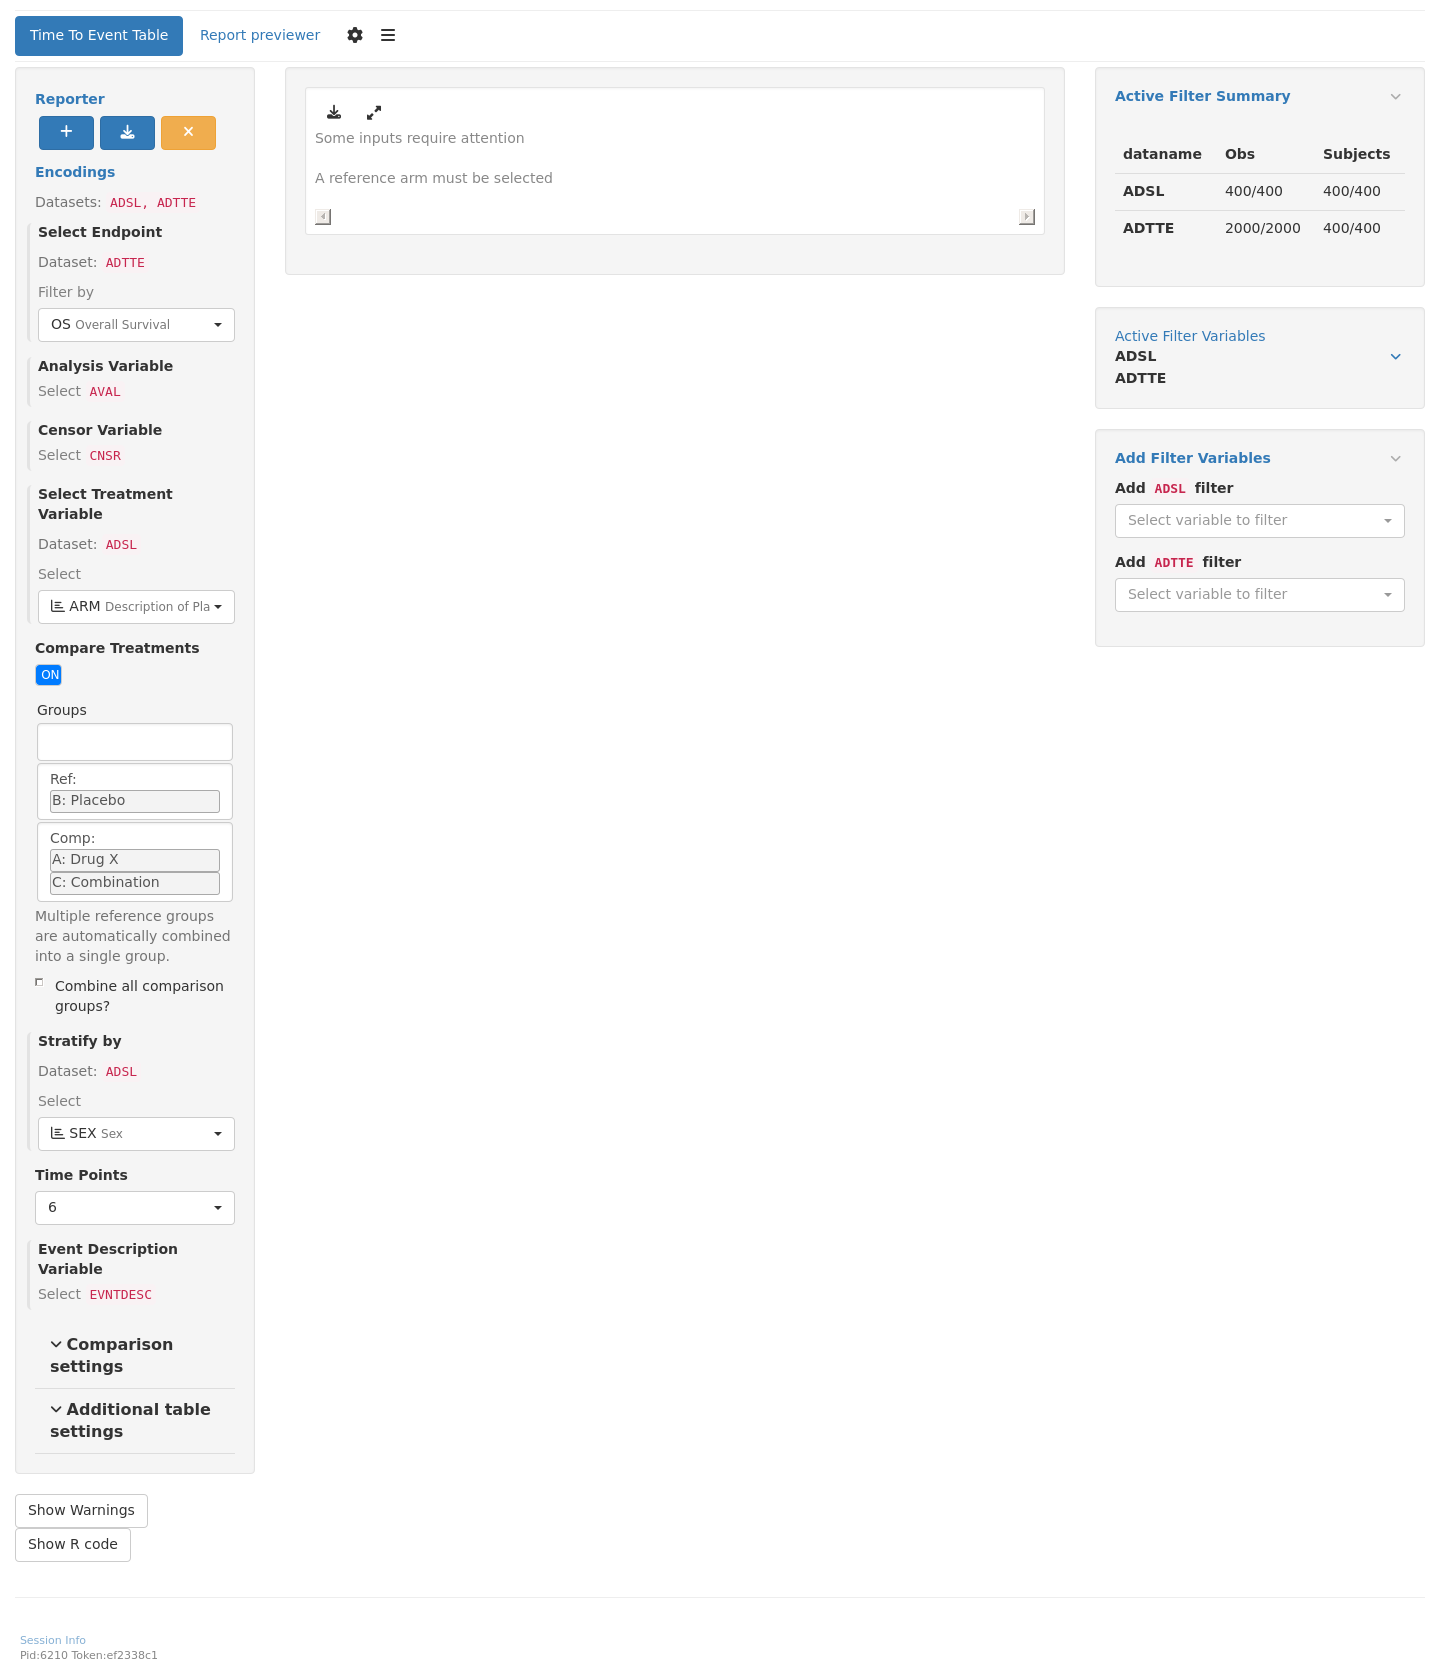 Time To Event Table
Report previewer
Reporter
Encodings
Datasets: ADSL, ADTTE
Select Endpoint
Dataset: ADTTE
Filter by
OS Overall Survival
Analysis Variable
Select AVAL
Censor Variable
Select CNSR
Select Treatment
Variable
Dataset: ADSL
Select
ARM Description of Pla
Compare Treatments
ON
Groups
Ref:
B: Placebo
Comp:
A: Drug X
C: Combination
Multiple reference groups
are automatically combined
into a single group.
Combine all comparison
groups?
Stratify by
Dataset: ADSL
Select
SEX Sex
Time Points
6
Event Description
Variable
Select EVNTDESC
Comparison
settings
Additional table
settings
Show Warnings
Show R code
Some inputs require attention
A reference arm must be selected
Active Filter Summary
dataname Obs Subjects
ADSL 400/400 400/400
ADTTE 2000/2000 400/400
Active Filter Variables
ADSL
ADTTE
Add Filter Variables
Add ADSL filter
Select variable to filter
Add ADTTE filter
Select variable to filter
Session Info
Pid:6210 Token:ef2338c1